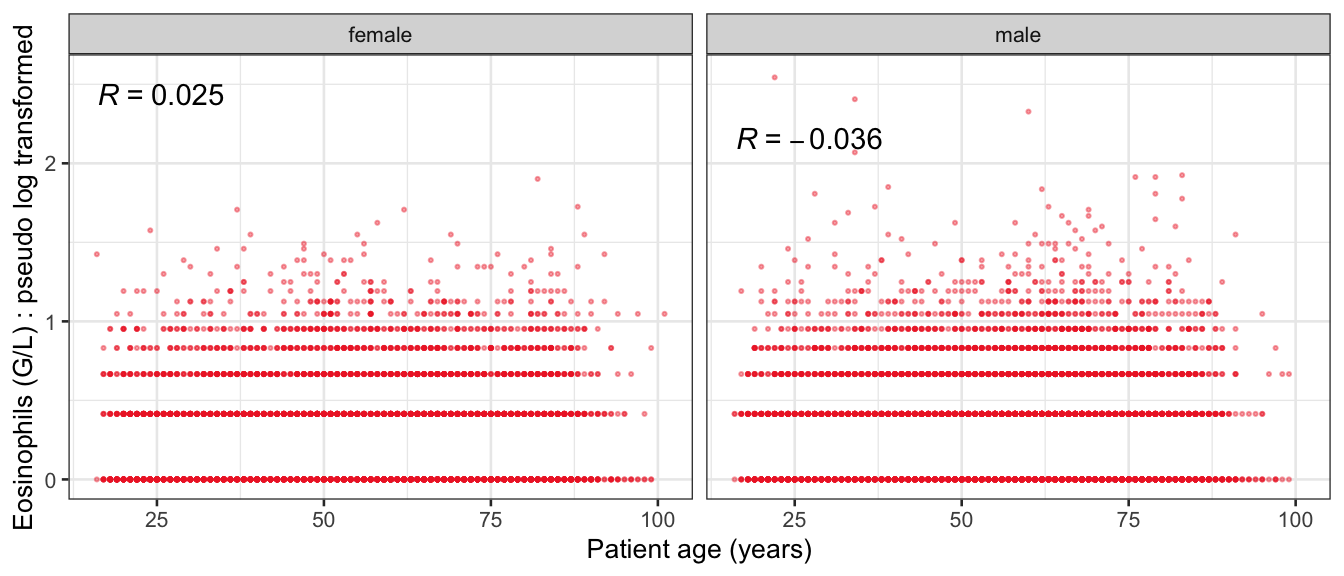 female male
R = 0.025
R = −0.036
Eosinophils (G/L) : pseudo log transformed
2
1
0
25 50 75 100 25 50 75 100
Patient age (years)